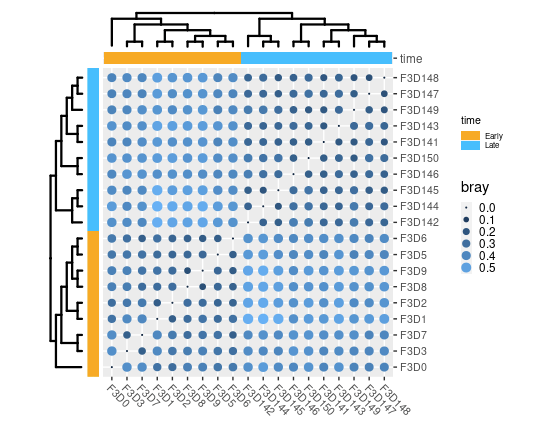 time
F3D148
F3D147
F3D149
F3D143
F3D141
F3D150
F3D146
F3D145
F3D144
F3D142
F3D6
F3D5
F3D9
F3D8
F3D2
F3D1
F3D7
F3D3
F3D0
F3D0
F3D3
F3D7
F3D1
F3D2
F3D8
F3D9
F3D5
F3D6
F3D142
F3D144
F3D145
F3D146
F3D150
F3D141
F3D143
F3D149
F3D147
F3D148
time
Early
Late
bray
0.0
0.1
0.2
0.3
0.4
0.5